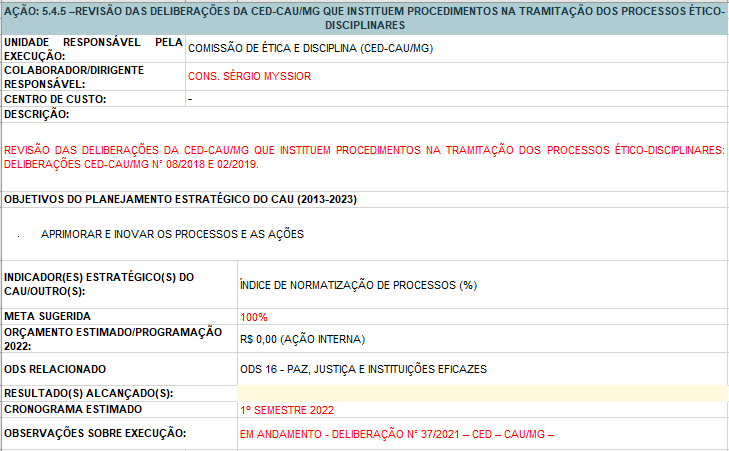 AÇÃO: 5.4.5 –REVISÃO DAS DELIBERAÇÕES DA CED-CAU/MG QUE INSTITUEM PROCEDIMENTOS NA TRAMITAÇÃO DOS PROCESSOS ÉTICO-
DISCIPLINARES
UNIDADE RESPONSÁVEL PELA
EXECUÇÃO:
COMISSÃO DE ÉTICA E DISCIPLINA (CED-CAU/MG)
COLABORADOR/DIRIGENTE
RESPONSÁVEL:
CONS. SÉRGIO MYSSIOR
CENTRO DE CUSTO:
-
DESCRIÇÃO:
REVISÃO DAS DELIBERAÇÕES DA CED-CAU/MG QUE INSTITUEM PROCEDIMENTOS NA TRAMITAÇÃO DOS PROCESSOS ÉTICO-DISCIPLINARES:
DELIBERAÇÕES CED-CAU/MG N° 08/2018 E 02/2019.
OBJETIVOS DO PLANEJAMENTO ESTRATÉGICO DO CAU (2013-2023)
· APRIMORAR E INOVAR OS PROCESSOS E AS AÇÕES
INDICADOR(ES) ESTRATÉGICO(S) DO
CAU/OUTRO(S):
ÍNDICE DE NORMATIZAÇÃO DE PROCESSOS (%)
META SUGERIDA
100%
ORÇAMENTO ESTIMADO/PROGRAMAÇÃO
2022:
R$ 0,00 (AÇÃO INTERNA)
ODS RELACIONADO
ODS 16 - PAZ, JUSTIÇA E INSTITUIÇÕES EFICAZES
RESULTADO(S) ALCANÇADO(S):
CRONOGRAMA ESTIMADO
1º SEMESTRE 2022
OBSERVAÇÕES SOBRE EXECUÇÃO:
EM ANDAMENTO - DELIBERAÇÃO N° 37/2021 – CED – CAU/MG –